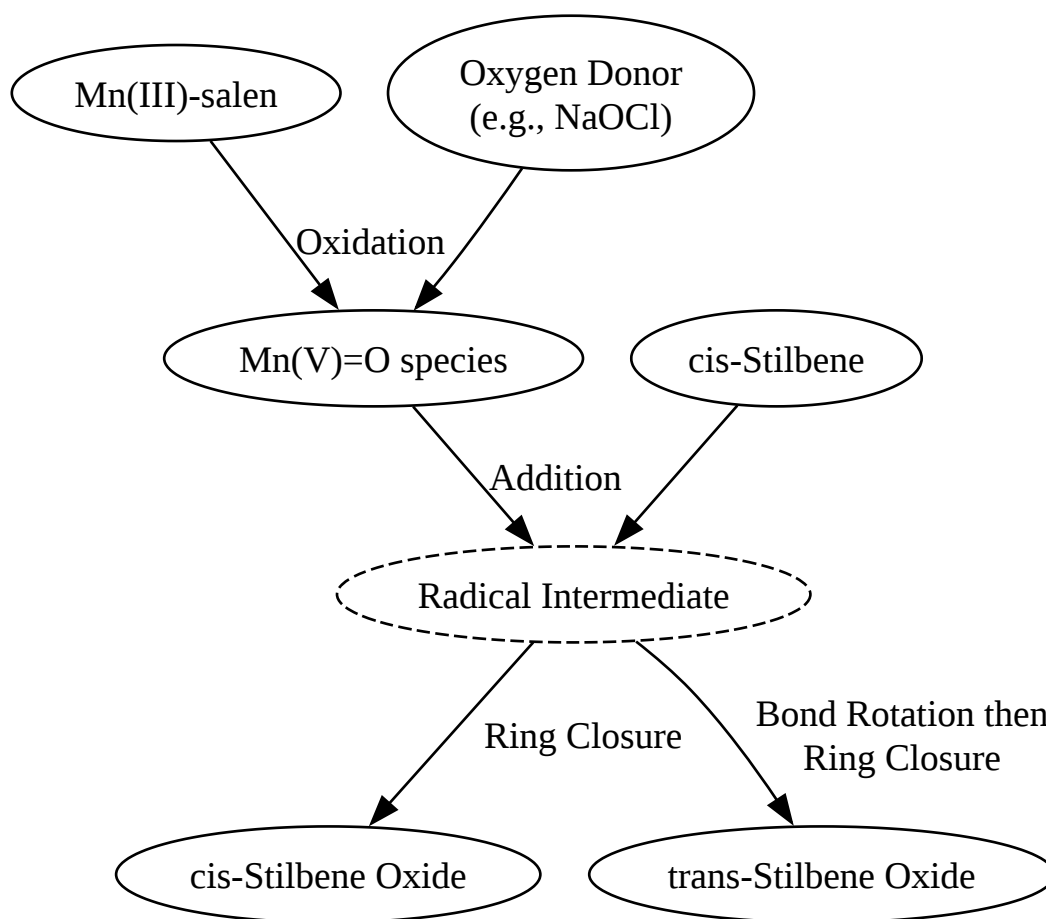 Mn(III)-salen
Oxygen Donor
(e.g., NaOCl)
Oxidation
Mn(V)=O species
cis-Stilbene
Addition
Radical Intermediate
Ring Closure
Bond Rotation then
Ring Closure
cis-Stilbene Oxide
trans-Stilbene Oxide